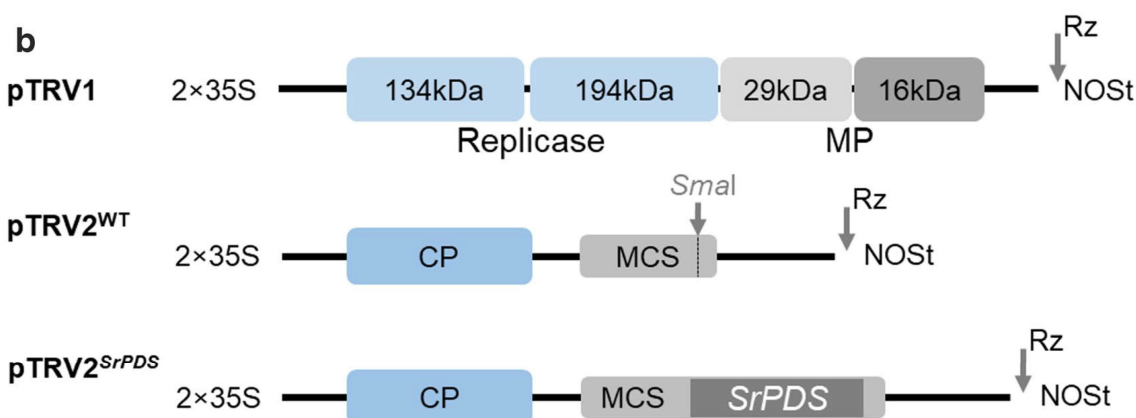 b
Rz
pTRV1 2×35S 134kDa 194kDa 29kDa 16kDa NOSt
Replicase MP
SmaI
pTRV2WT Rz
2×35S CP MCS NOSt
pTRV2SrPDS Rz
2×35S CP MCS SrPDS NOSt